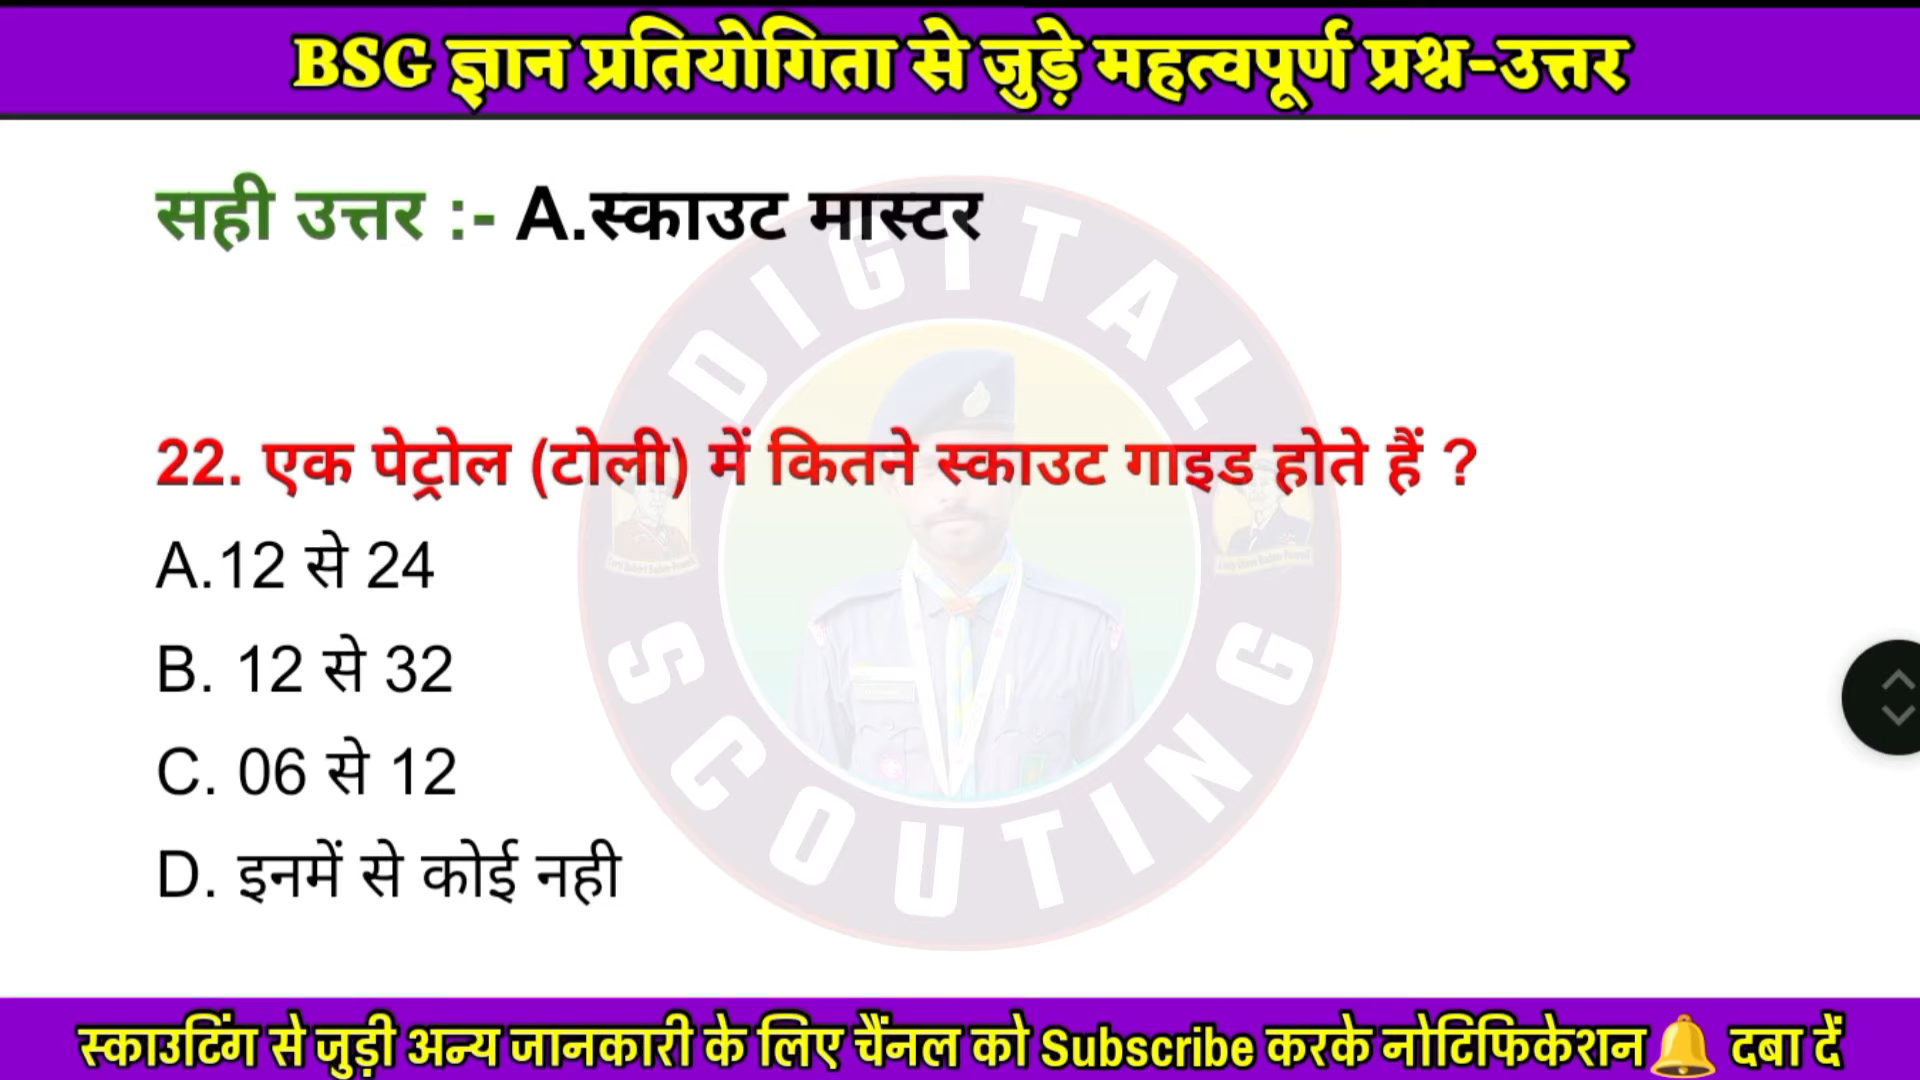 BSG ज्ञान प्रतियोगिता से जुड़े महत्वपूर्ण प्रश्न-उत्तर
सही उत्तर :- A.स्काउट मास्टर
22. एक पेट्रोल (टोली) में कितने स्काउट गाइड होते हैं ?
A.12 से 24
B. 12 से 32
C. 06 से 12
D. इनमें से कोई नही
DIGITAL
SCOUTING
स्काउटिंग से जुड़ी अन्य जानकारी के लिए चैंनल को Subscribe करके नोटिफिकेशन🔔 दबा दें